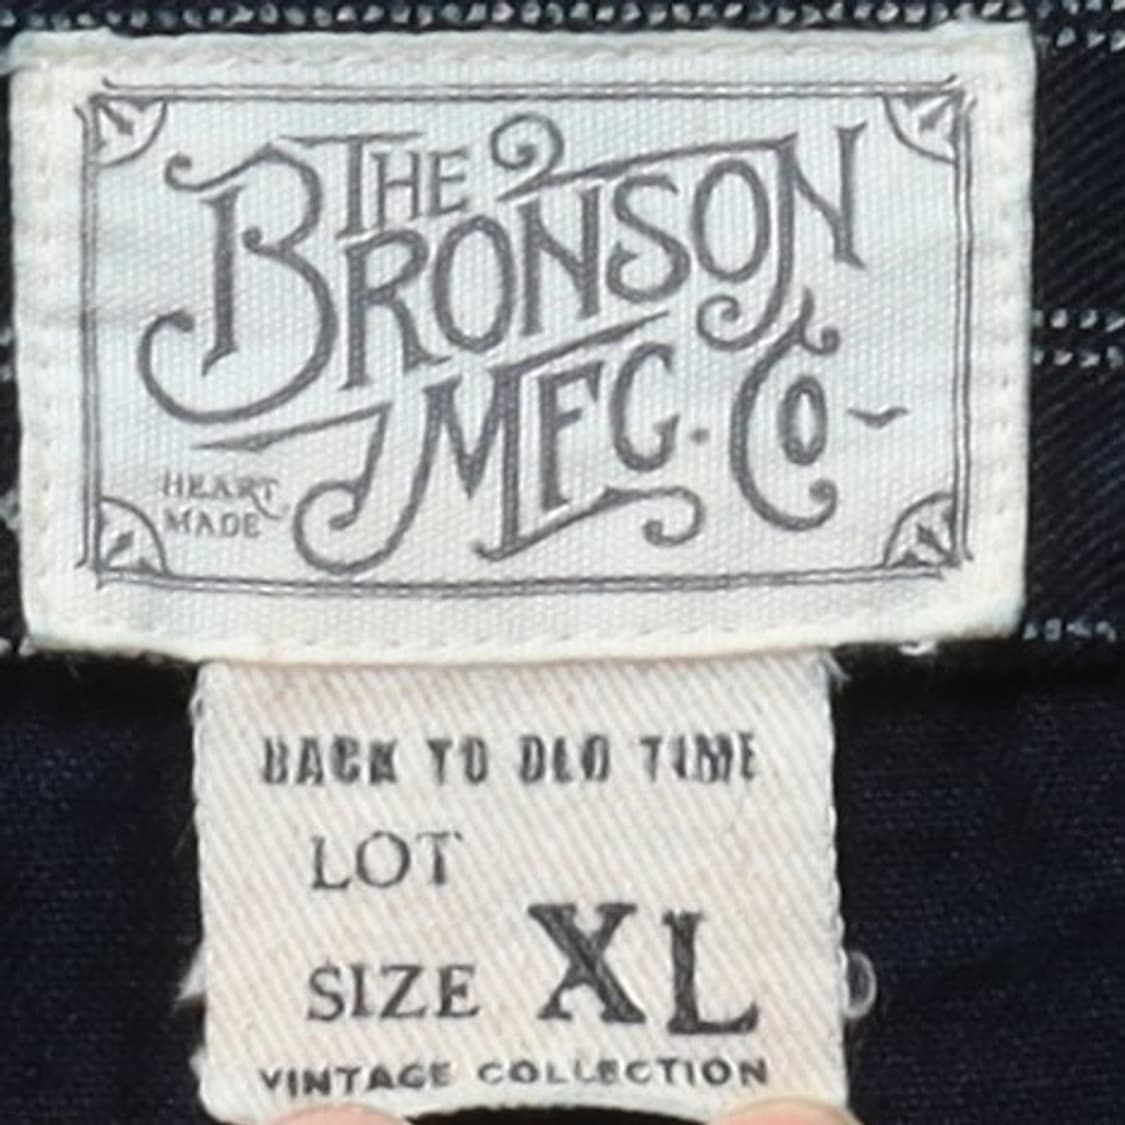 THE
BRONSON
MFG. Co-
HEART
MADE
BACK TO OLD TIME
LOT
SIZE XL
VINTAGE COLLECTION